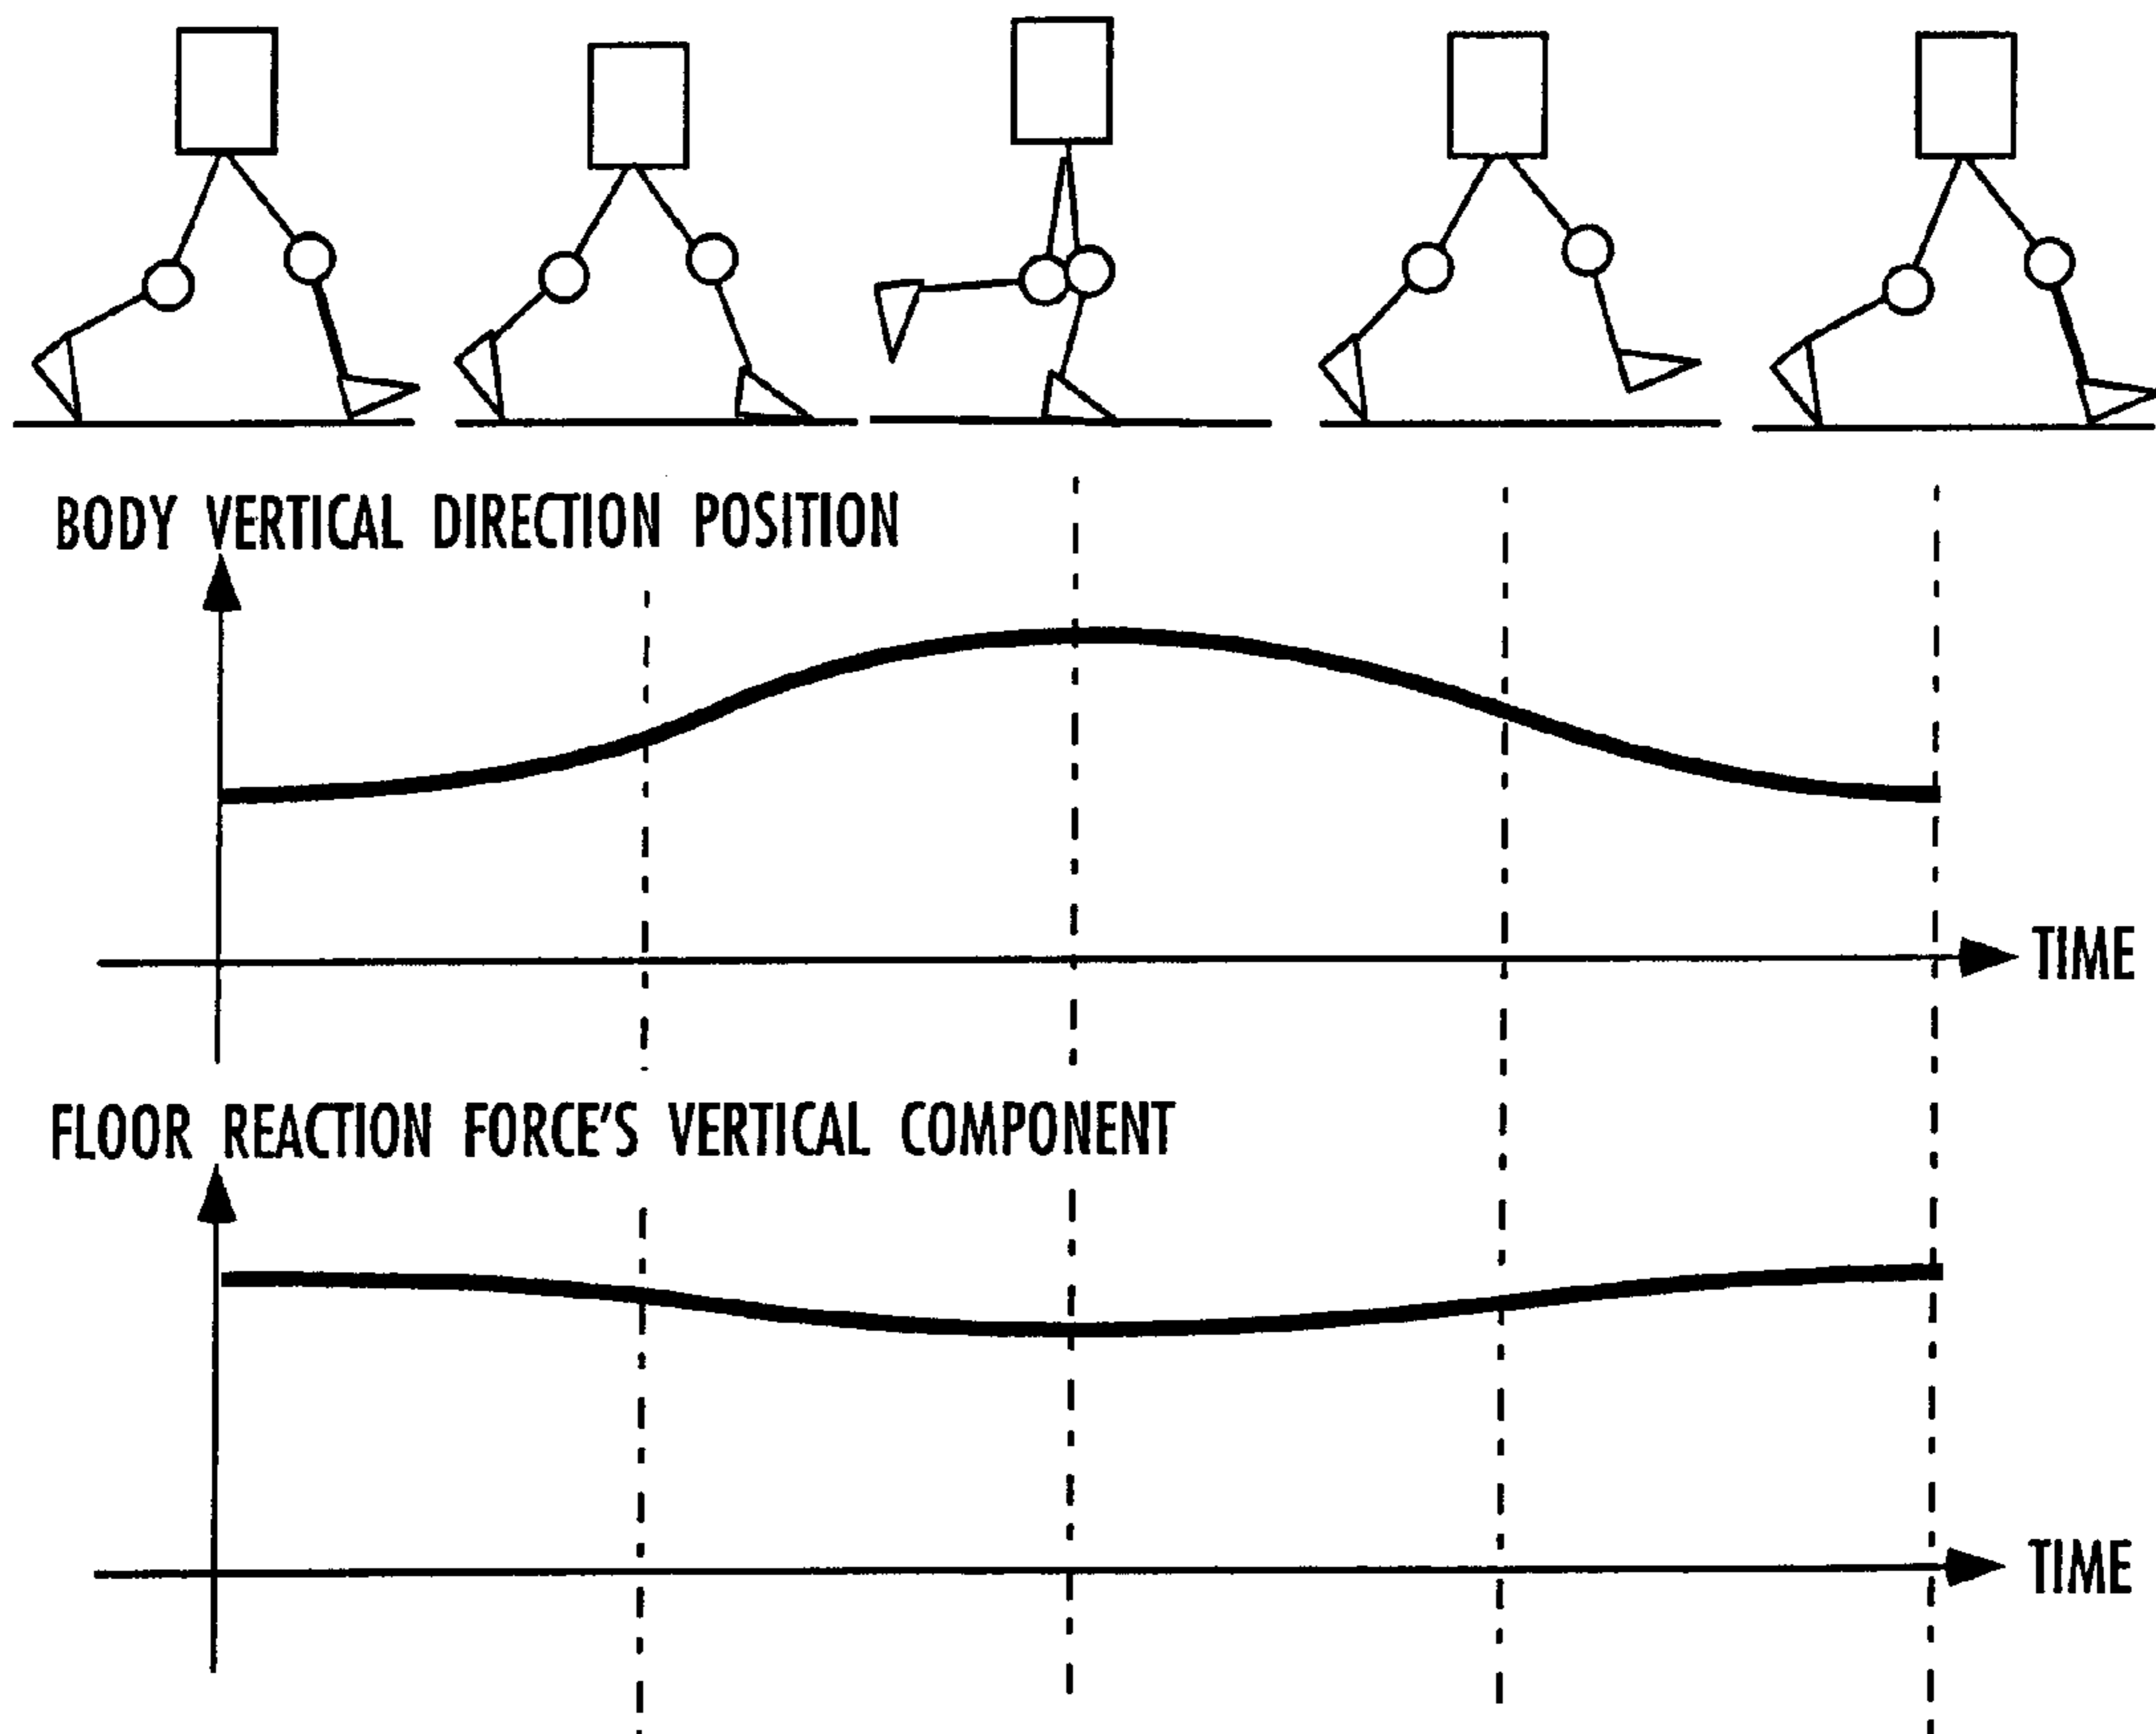 BODY VERTICAL DIRECTION POSITION
TIME
FLOOR REACTION FORCE'S VERTICAL COMPONENT
TIME